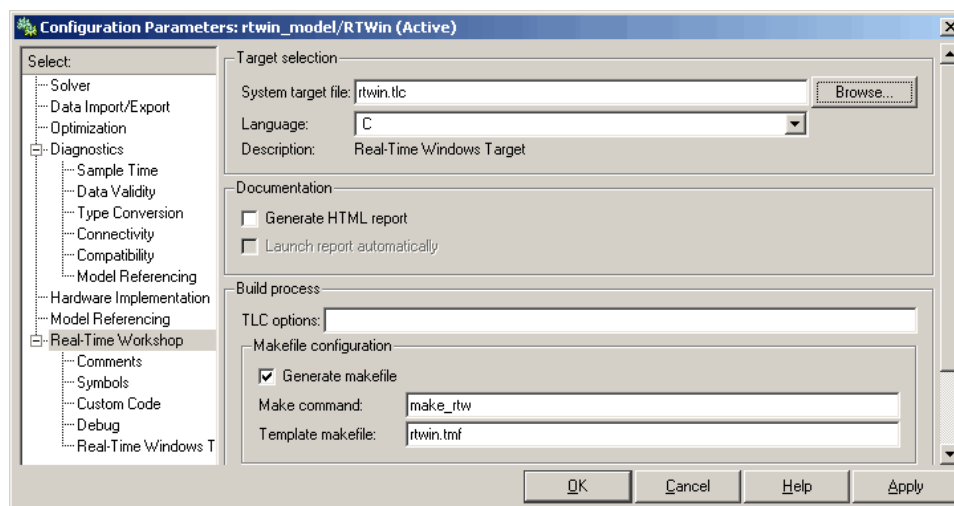 Configuration Parameters: rtwin_model/RTWin (Active)
Select:
Solver
Data Import/Export
Optimization
Diagnostics
Sample Time
Data Validity
Type Conversion
Connectivity
Compatibility
Model Referencing
Hardware Implementation
Model Referencing
Real-Time Workshop
Comments
Symbols
Custom Code
Debug
Real-Time Windows T
Target selection
System target file: rtwin.tlc Browse...
Language: C
Description: Real-Time Windows Target
Documentation
Generate HTML report
Launch report automatically
Build process
TLC options:
Makefile configuration
Generate makefile
Make command: make_rtw
Template makefile: rtwin.tmf
OK Cancel Help Apply